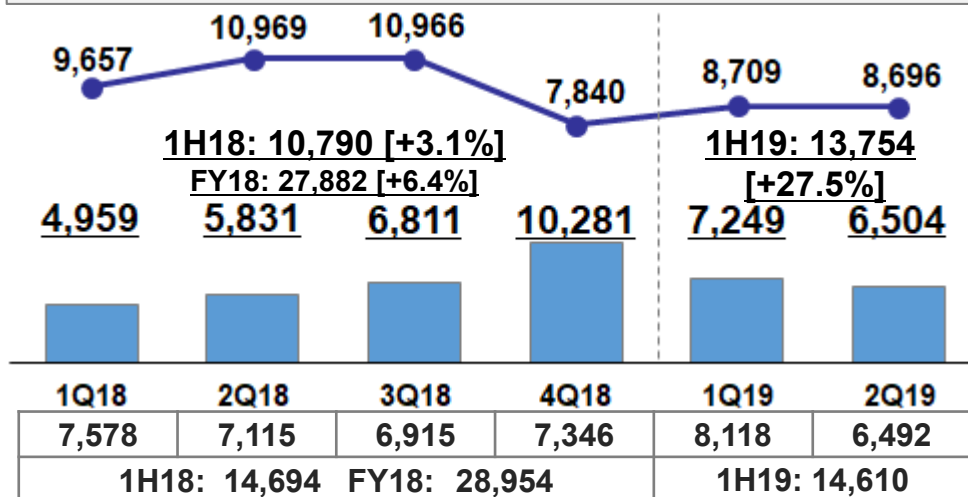 9,657 10,969 10,966 7,840 8,709 8,696
1H18: 10,790 [+3.1%]
FY18: 27,882 [+6.4%]
1H19: 13,754
[+27.5%]
4,959 5,831 6,811 10,281 7,249 6,504
1Q18 2Q18 3Q18 4Q18 1Q19 2Q19
7,578 7,115 6,915 7,346 8,118 6,492
1H18: 14,694 FY18: 28,954 1H19: 14,610